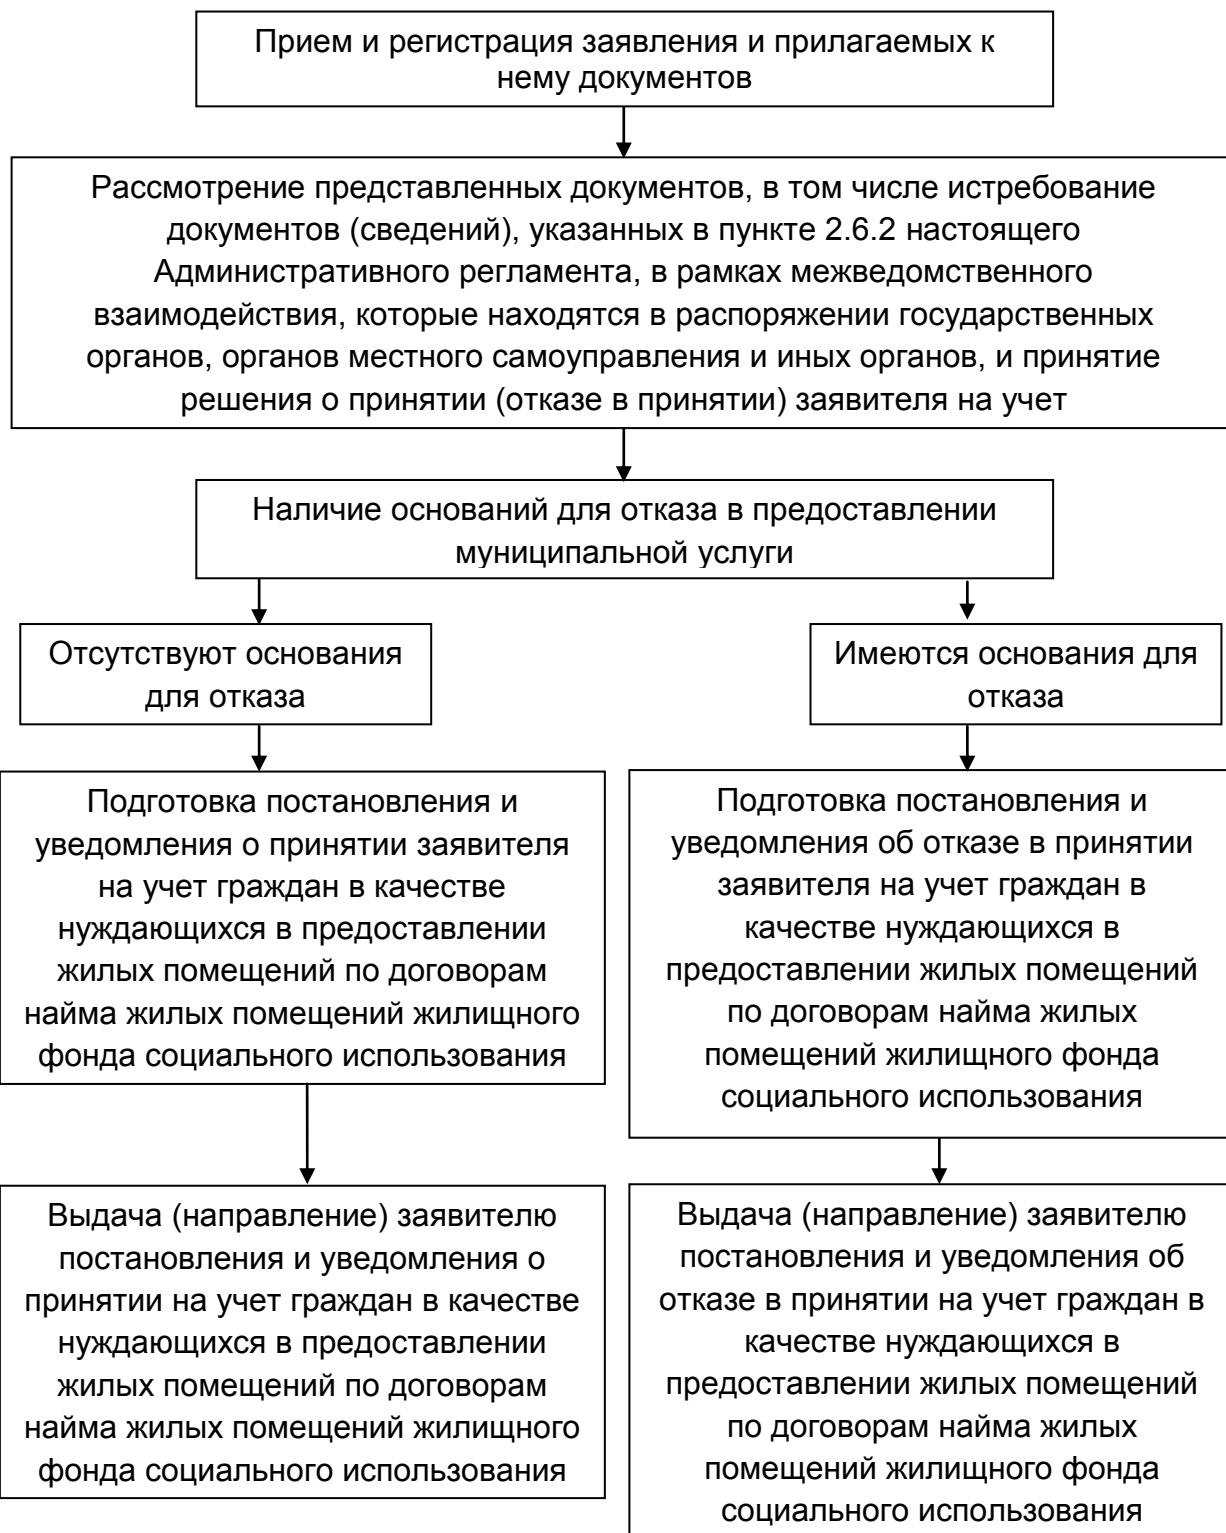 Прием и регистрация заявления и прилагаемых к
нему документов
Рассмотрение представленных документов, в том числе истребование
документов (сведений), указанных в пункте 2.6.2 настоящего
Административного регламента, в рамках межведомственного
взаимодействия, которые находятся в распоряжении государственных
органов, органов местного самоуправления и иных органов, и принятие
решения о принятии (отказе в принятии) заявителя на учет
Наличие оснований для отказа в предоставлении
муниципальной услуги
Отсутствуют основания
для отказа
Имеются основания для
отказа
Подготовка постановления и
уведомления о принятии заявителя
на учет граждан в качестве
нуждающихся в предоставлении
жилых помещений по договорам
найма жилых помещений жилищного
фонда социального использования
Подготовка постановления и
уведомления об отказе в принятии
заявителя на учет граждан в
качестве нуждающихся в
предоставлении жилых помещений
по договорам найма жилых
помещений жилищного фонда
социального использования
Выдача (направление) заявителю
постановления и уведомления о
принятии на учет граждан в качестве
нуждающихся в предоставлении
жилых помещений по договорам
найма жилых помещений жилищного
фонда социального использования
Выдача (направление) заявителю
постановления и уведомления об
отказе в принятии на учет граждан в
качестве нуждающихся в
предоставлении жилых помещений
по договорам найма жилых
помещений жилищного фонда
социального использования